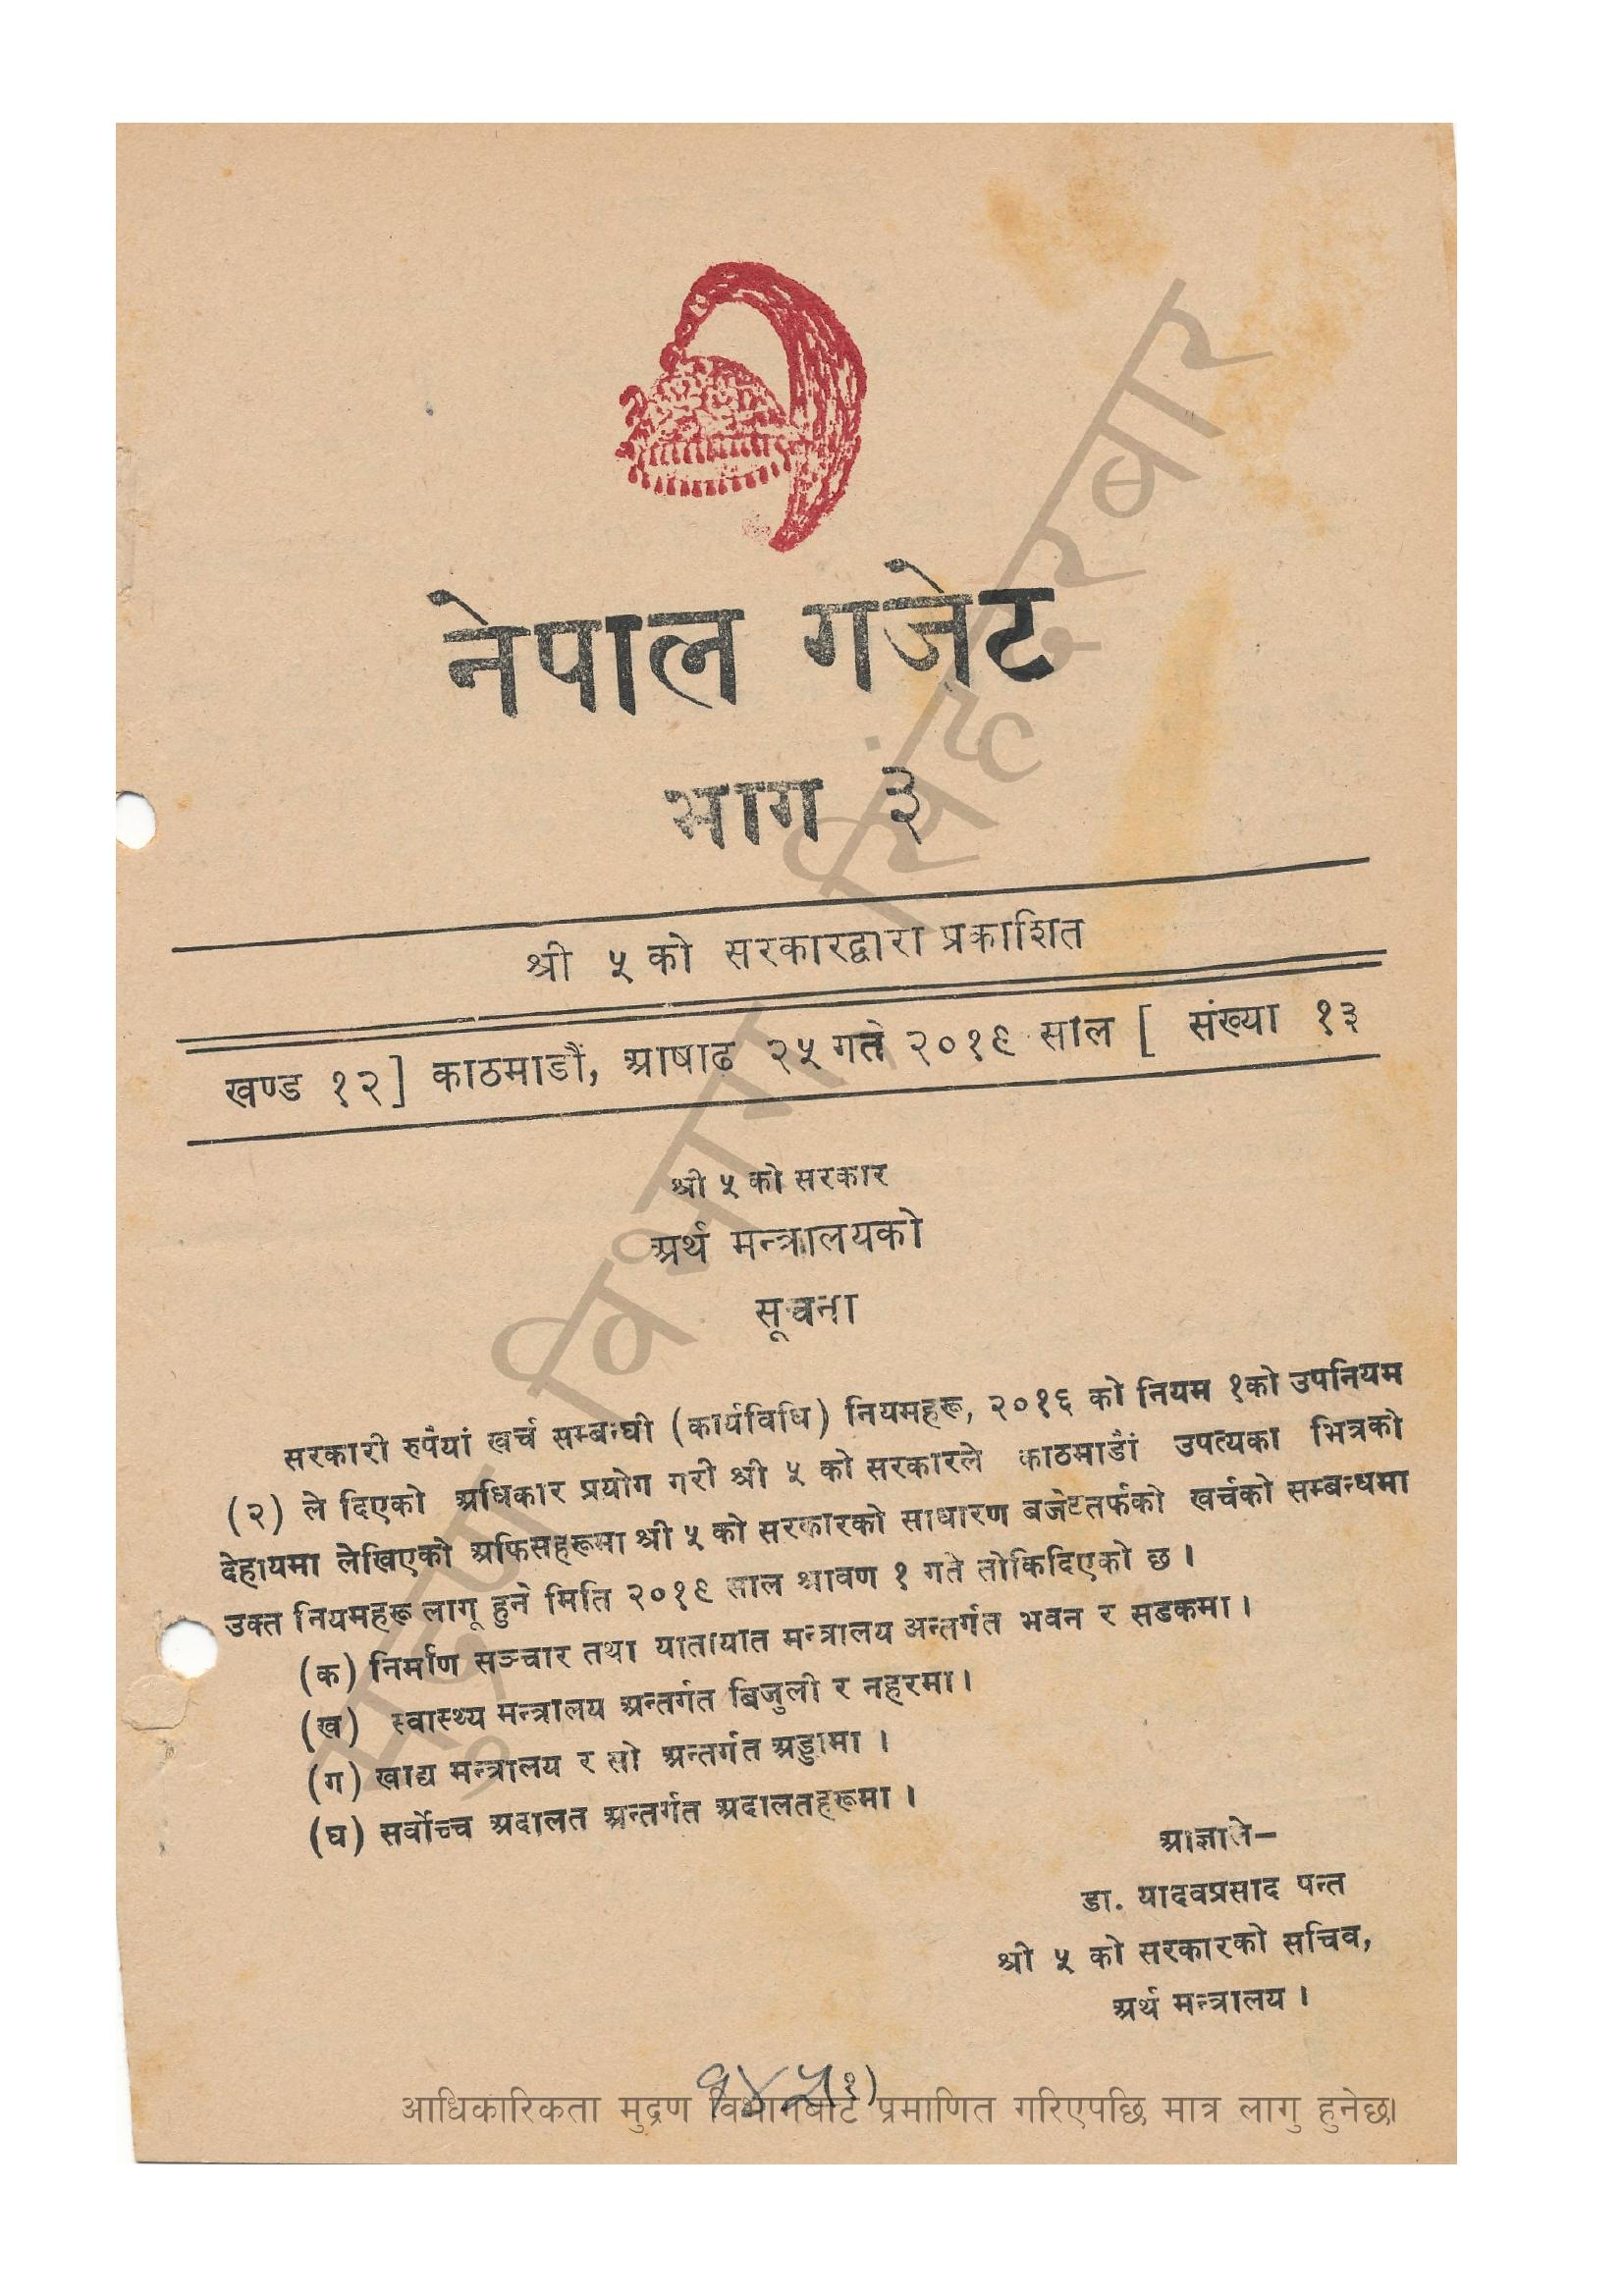 नेपाल गजेट
भाग ३
श्री ५ को सरकारद्वारा प्रकाशित
खण्ड १२] काठमाडौं, आषाढ २५ गते २०१९ साल [ संख्या १३
श्री ५ को सरकार
अर्थ मन्त्रालयको
सूचना
सरकारी रुपैंयां खर्च सम्बन्धी (कार्यविधि) नियमहरू, २०१६ को नियम १को उपनियम
(२) ले दिएको अधिकार प्रयोग गरी श्री ५ को सरकारले काठमाडौं उपत्यका भित्रको
देहायमा लेखिएको अफिसहरूमा श्री ५ को सरकारको साधारण बजेटतर्फको खर्चको सम्बन्धमा
उक्त नियमहरू लागू हुने मिति २०१९ साल श्रावण १ गते तोकिदिएको छ ।
(क) निर्माण सञ्चार तथा यातायात मन्त्रालय अन्तर्गत भवन र सडकमा ।
(ख) स्वास्थ्य मन्त्रालय अन्तर्गत बिजुली र नहरमा ।
(ग) खाद्य मन्त्रालय र सो अन्तर्गत अड्डामा ।
(घ) सर्वोच्च अदालत अन्तर्गत अदालतहरूमा ।
आज्ञाले—
डा. यादवप्रसाद पन्त
श्री ५ को सरकारको सचिव,
अर्थ मन्त्रालय ।
आधिकारिकता मुद्रण विभागबाट प्रमाणित गरिएपछि मात्र लागु हुनेछ।
मुद्रण विभाग, सिंहदरबार